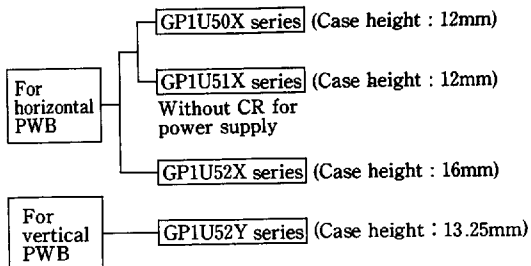 GP1U50X series (Case height : 12mm)
For
horizontal
PWB
GP1U51X series (Case height : 12mm)
Without CR for
power supply
GP1U52X series (Case height : 16mm)
For
vertical
PWB
GP1U52Y series (Case height : 13.25mm)